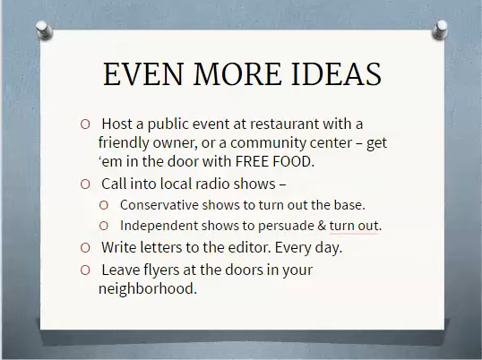 EVEN MORE IDEAS
O Host a public event at restaurant with a
friendly owner, or a community center – get
‘em in the door with FREE FOOD.
O Call into local radio shows –
O Conservative shows to turn out the base.
O Independent shows to persuade & turn out.
O Write letters to the editor. Every day.
O Leave flyers at the doors in your
neighborhood.